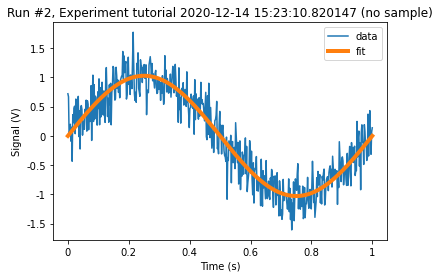 Run #2, Experiment tutorial 2020-12-14 15:23:10.820147 (no sample)
data
fit
1.5
1
0.5
0
-0.5
-1
-1.5
Signal (V)
0
0.2
0.4
0.6
0.8
1
Time (s)